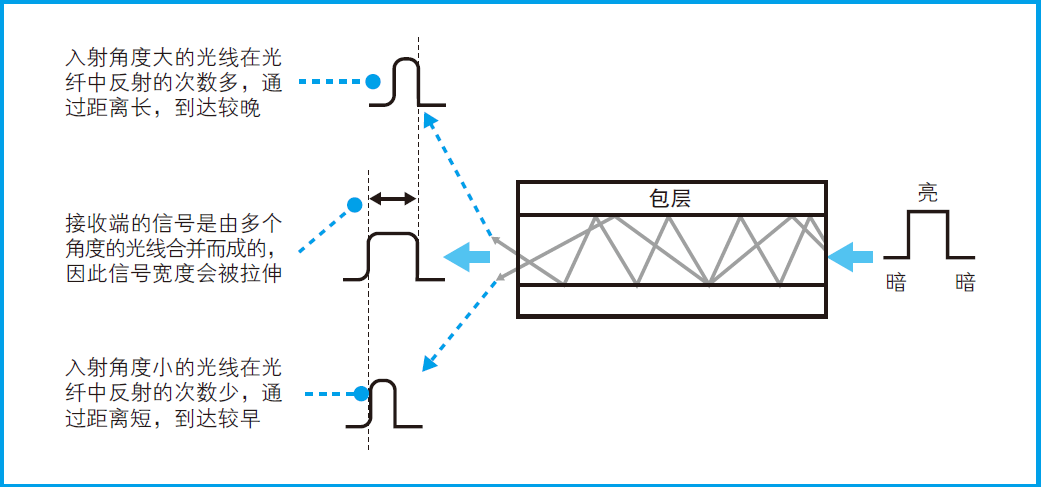 入射角度大的光线在光
纤中反射的次数多，通
过距离长，到达较晚
接收端的信号是由多个
角度的光线合并而成的，
因此信号宽度会被拉伸
入射角度小的光线在光
纤中反射的次数少，通
过距离短，到达较早
包层
亮
暗
暗